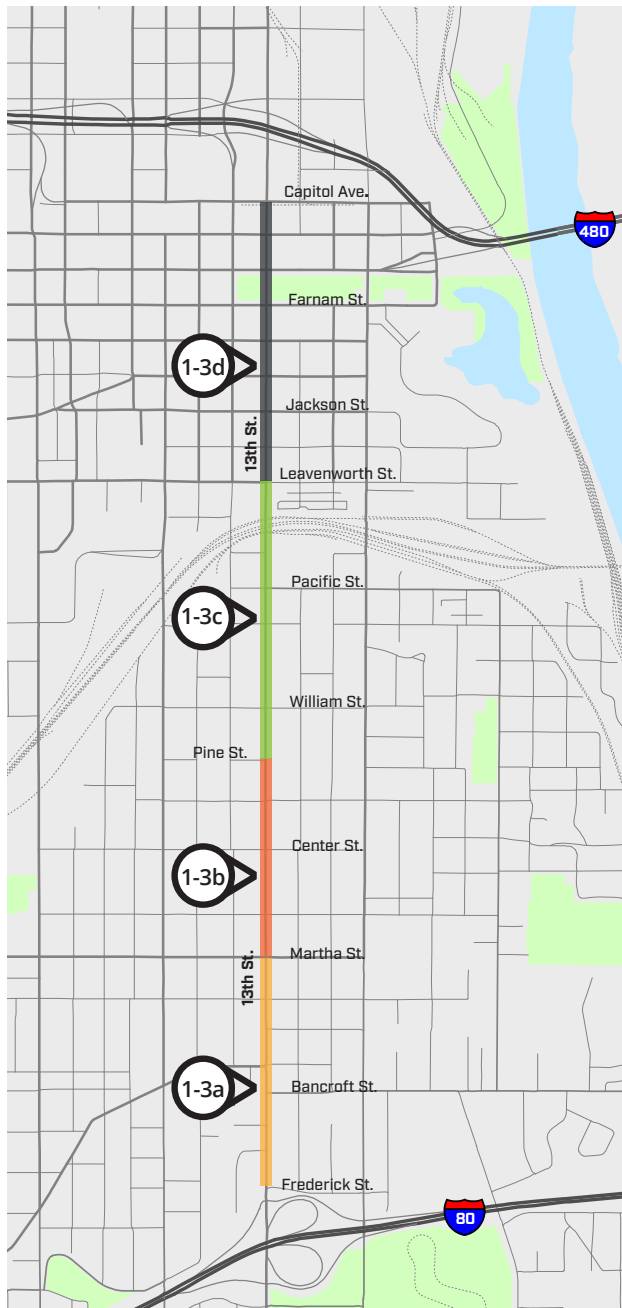 Capitol Ave.
480
Farnam St.
1-3d
Jackson St.
13th St.
Leavenworth St.
Pacific St.
1-3c
William St.
Pine St.
Center St.
1-3b
Martha St.
13th St.
1-3a
Bancroft St.
Frederick St.
80